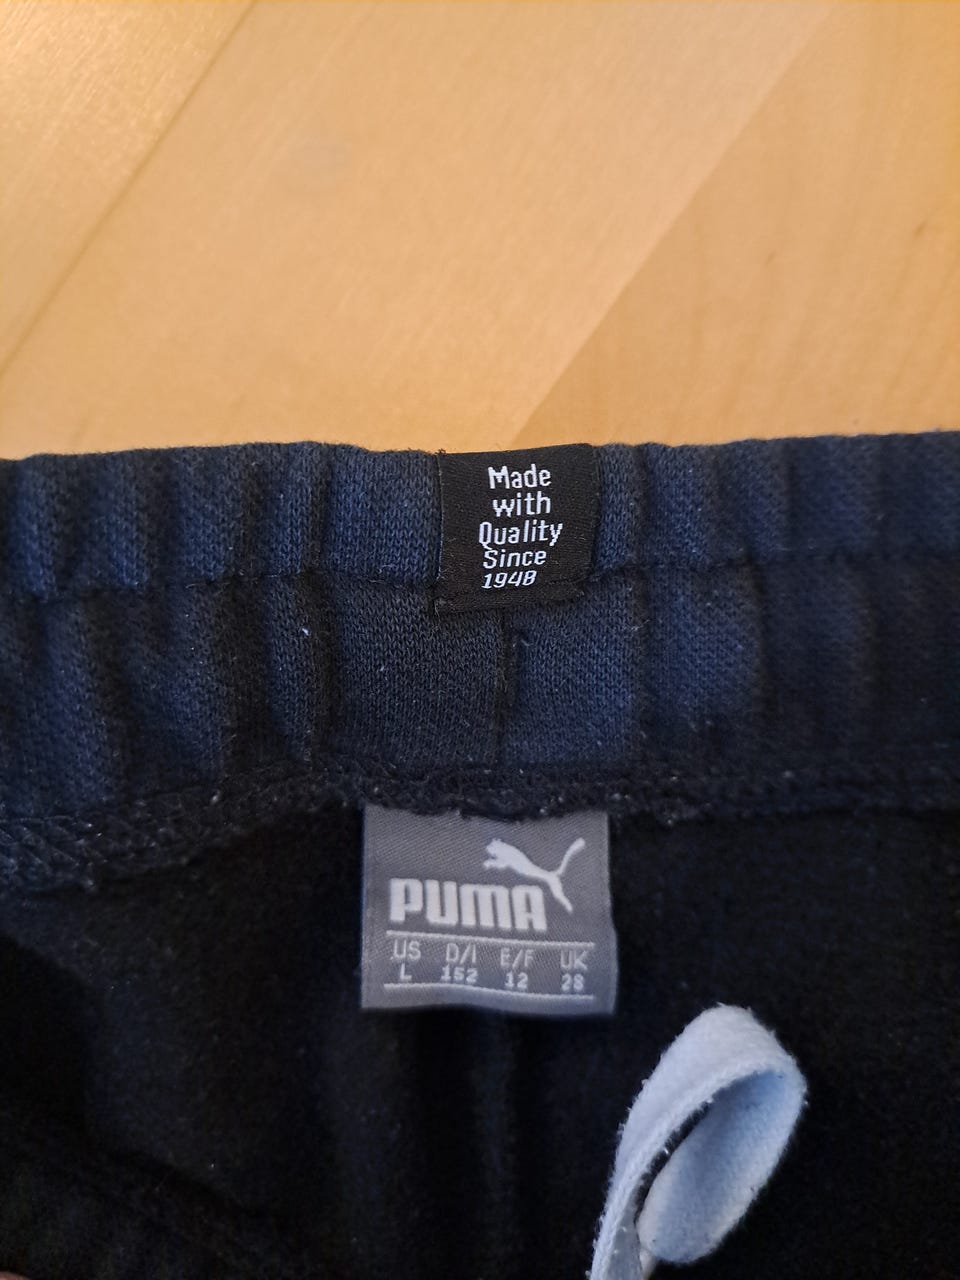 Made
with
Quality
Since
1948
PUMA
US D/I E/F UK
L 152 12 28